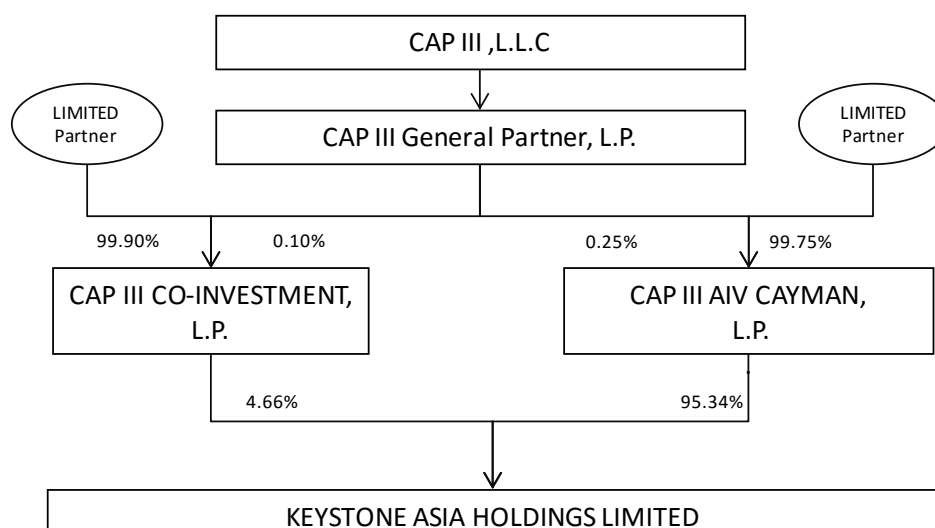 CAP III ,L.L.C
LIMITED
Partner
CAP III General Partner, L.P.
LIMITED
Partner
99.90%
0.10%
0.25%
99.75%
CAP III CO-INVESTMENT,
L.P.
CAP III AIV CAYMAN,
L.P.
4.66%
95.34%
KEYSTONE ASIA HOLDINGS LIMITED